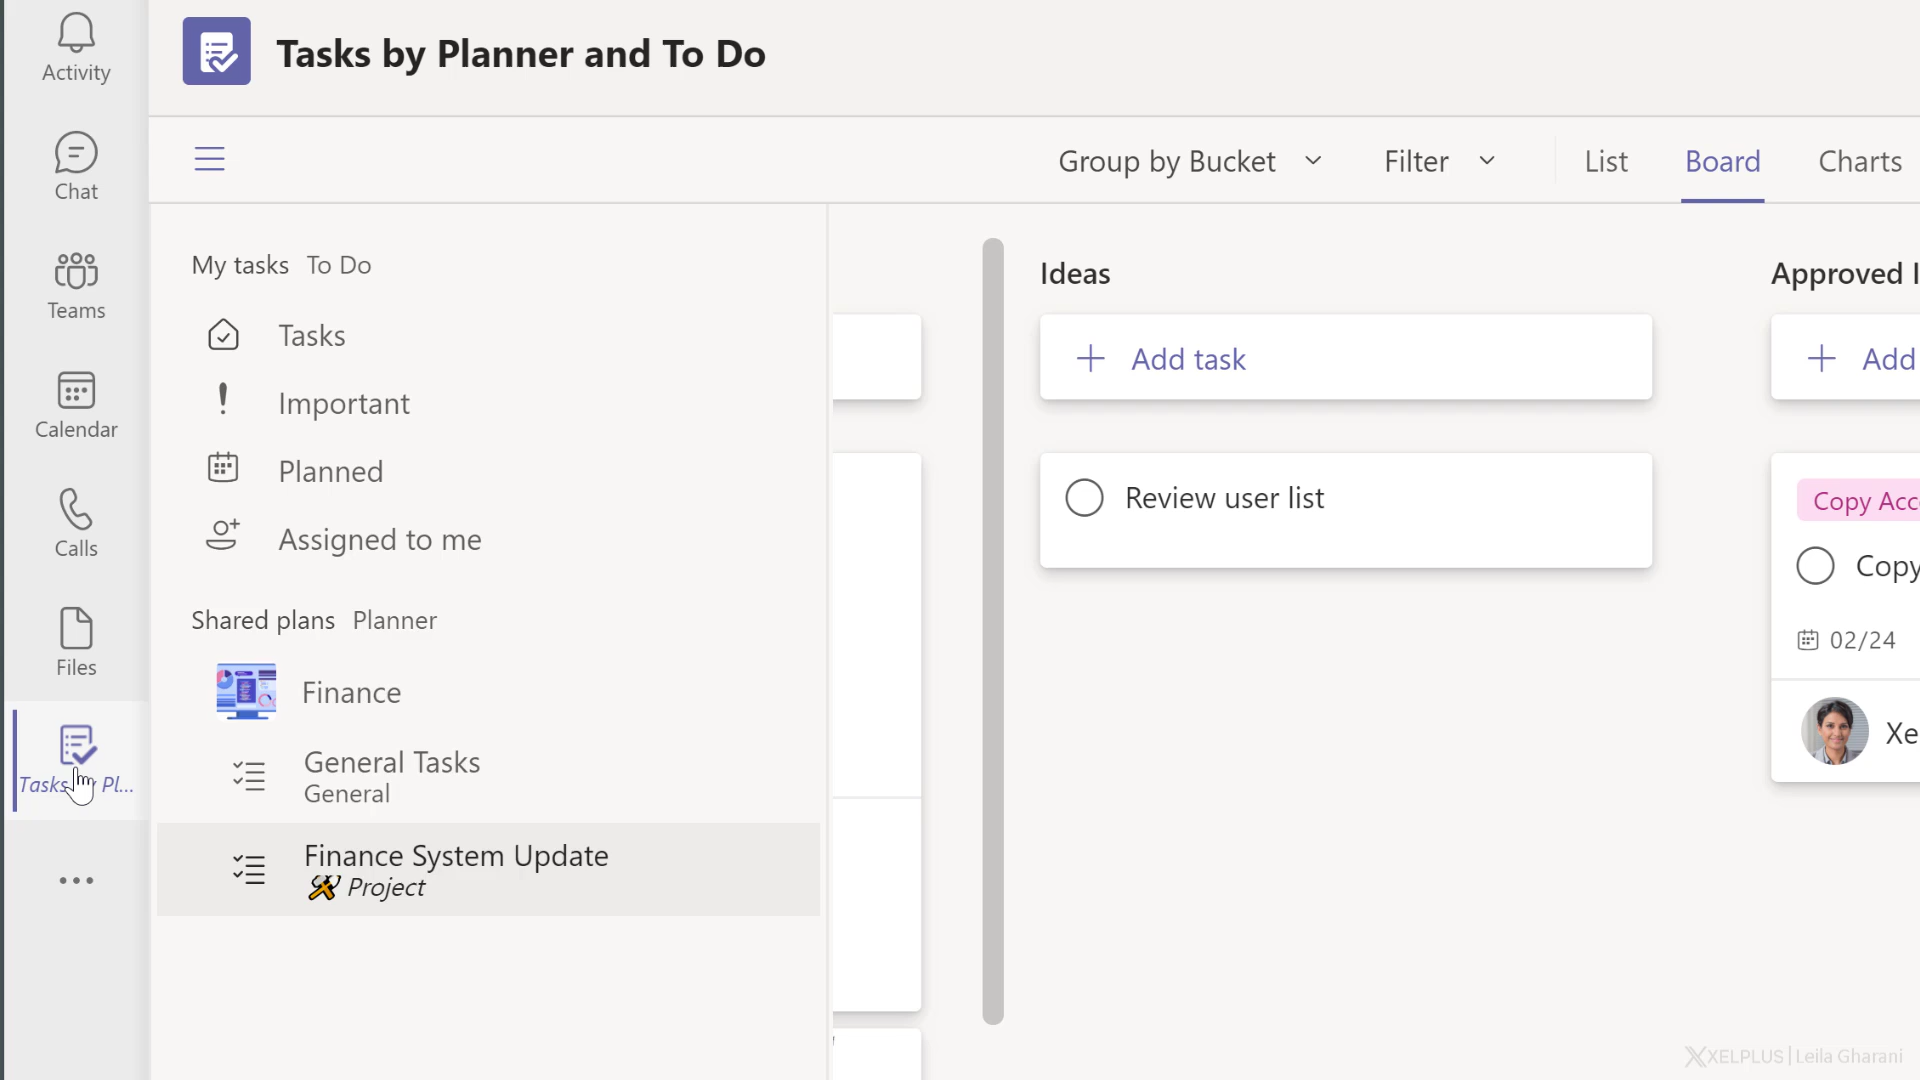 Activity
Chat
Teams
Calendar
Calls
Files
Tasks Pl...
Tasks by Planner and To Do
Group by Bucket
Filter
List
Board
Charts
My tasks To Do
Tasks
Important
Planned
Assigned to me
Shared plans Planner
Finance
General Tasks
General
Finance System Update
Project
Ideas
Add task
Review user list
Approved I
Add
Copy Acc
Copy
02/24
Xe
XELPLUS | Leila Gharani